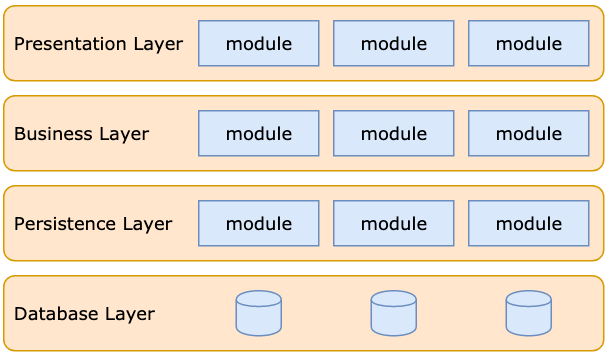 Presentation Layer module module module
Business Layer module module module
Persistence Layer module module module
Database Layer